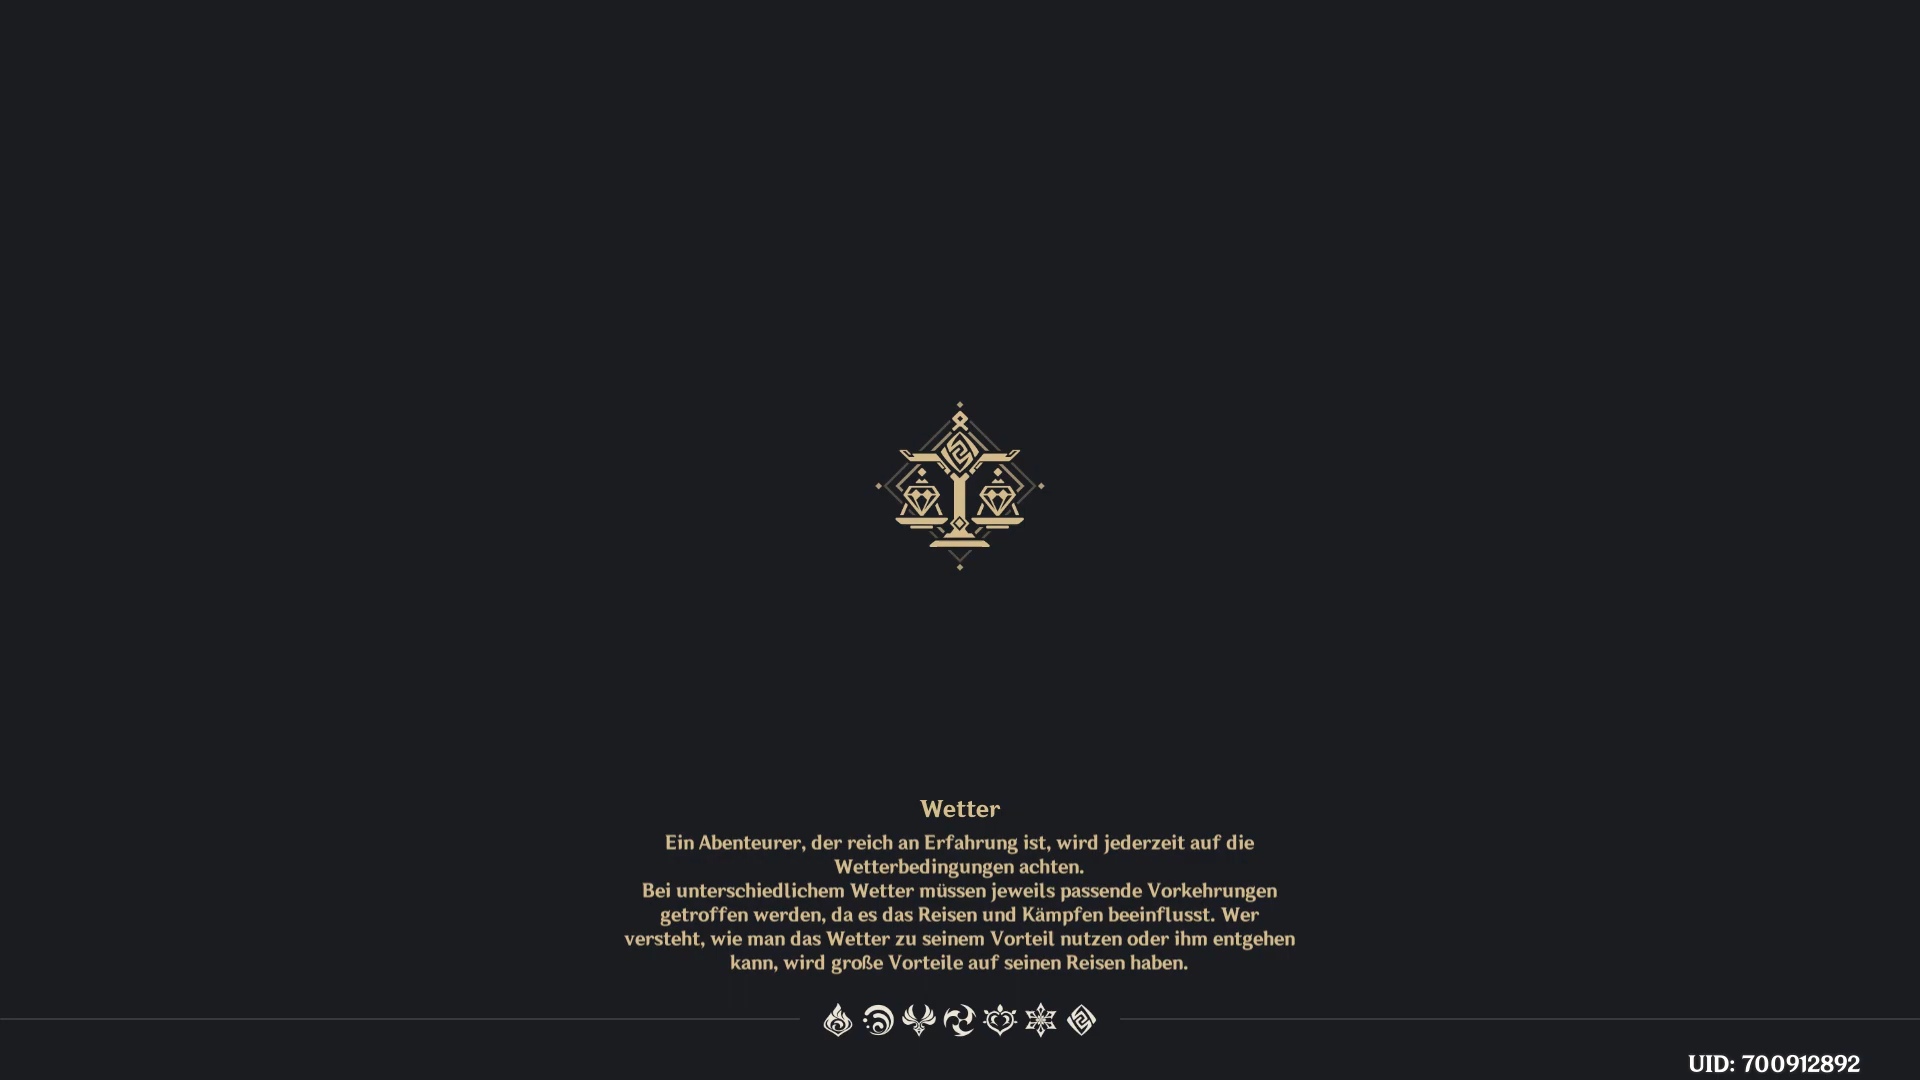 Wetter
Ein Abenteurer, der reich an Erfahrung ist, wird jederzeit auf die
Wetterbedingungen achten.
Bei unterschiedlichem Wetter müssen jeweils passende Vorkehrungen
getroffen werden, da es das Reisen und Kämpfen beeinflusst. Wer
versteht, wie man das Wetter zu seinem Vorteil nutzen oder ihm entgehen
kann, wird große Vorteile auf seinen Reisen haben.
UID: 700912892